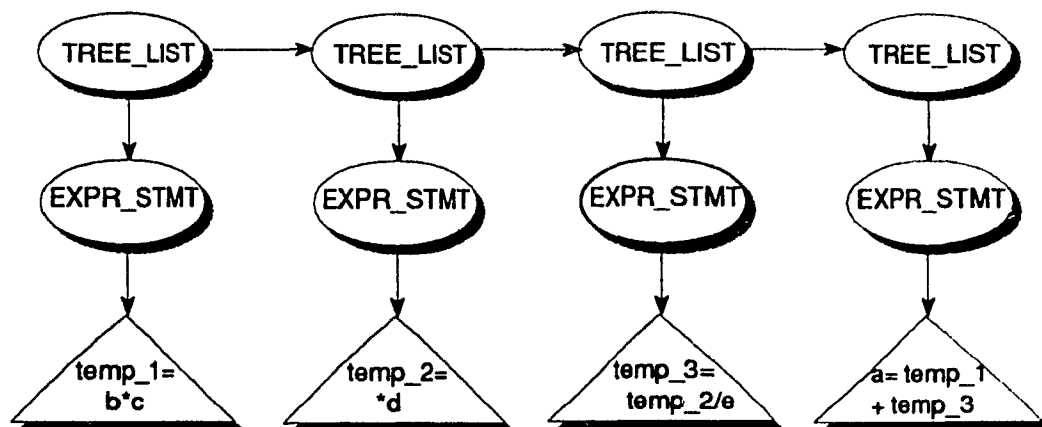 TREE_LIST TREE_LIST TREE_LIST TREE_LIST
EXPR_STMT EXPR_STMT EXPR_STMT EXPR_STMT
temp_1=
b*c
temp_2=
*d
temp_3=
temp_2/e
a= temp_1
+ temp_3